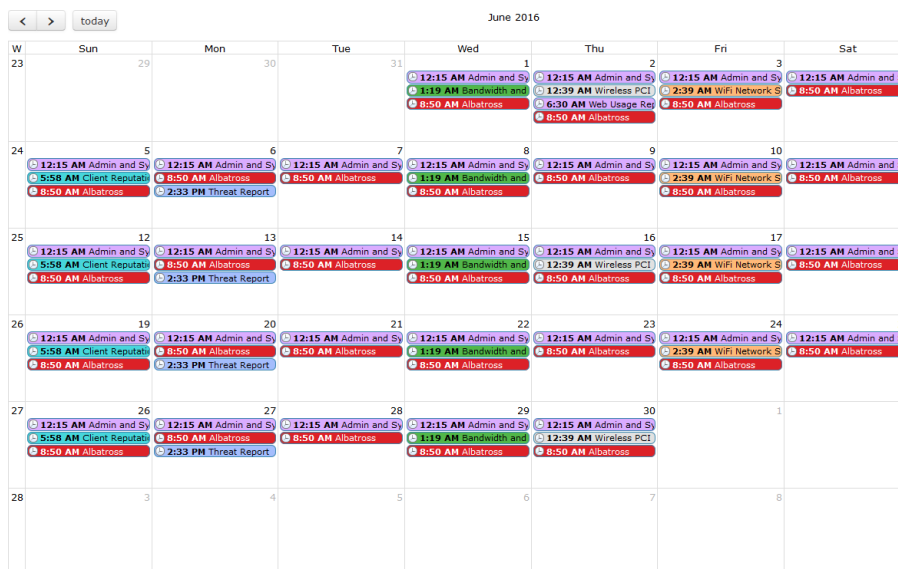 today
June 2016
W Sun Mon Tue Wed Thu Fri Sat
23 29 30 31 1 2 3
12:15 AM Admin and Sy 12:15 AM Admin and Sy 12:15 AM Admin and Sy 12:15 AM Admin and
1:19 AM Bandwidth and 12:39 AM Wireless PCI 2:39 AM WiFi Network S 8:50 AM Albatross
8:50 AM Albatross 6:30 AM Web Usage Rep 8:50 AM Albatross
8:50 AM Albatross
24 5 6 7 8 9 10
12:15 AM Admin and Sy 12:15 AM Admin and Sy 12:15 AM Admin and Sy 12:15 AM Admin and Sy 12:15 AM Admin and Sy 12:15 AM Admin and Sy 12:15 AM Admin and
5:58 AM Client Reputati 8:50 AM Albatross 8:50 AM Albatross 1:19 AM Bandwidth and 8:50 AM Albatross 2:39 AM WiFi Network S 8:50 AM Albatross
8:50 AM Albatross 2:33 PM Threat Report 8:50 AM Albatross 8:50 AM Albatross
25 12 13 14 15 16 17
12:15 AM Admin and Sy 12:15 AM Admin and Sy 12:15 AM Admin and Sy 12:15 AM Admin and Sy 12:15 AM Admin and Sy 12:15 AM Admin and Sy 12:15 AM Admin and
5:58 AM Client Reputati 8:50 AM Albatross 8:50 AM Albatross 1:19 AM Bandwidth and 12:39 AM Wireless PCI 2:39 AM WiFi Network S 8:50 AM Albatross
8:50 AM Albatross 2:33 PM Threat Report 8:50 AM Albatross 8:50 AM Albatross 8:50 AM Albatross
26 19 20 21 22 23 24
12:15 AM Admin and Sy 12:15 AM Admin and Sy 12:15 AM Admin and Sy 12:15 AM Admin and Sy 12:15 AM Admin and Sy 12:15 AM Admin and Sy 12:15 AM Admin and
5:58 AM Client Reputati 8:50 AM Albatross 8:50 AM Albatross 1:19 AM Bandwidth and 8:50 AM Albatross 2:39 AM WiFi Network S 8:50 AM Albatross
8:50 AM Albatross 2:33 PM Threat Report 8:50 AM Albatross 8:50 AM Albatross
27 26 27 28 29 30 1
12:15 AM Admin and Sy 12:15 AM Admin and Sy 12:15 AM Admin and Sy 12:15 AM Admin and Sy 12:15 AM Admin and Sy
5:58 AM Client Reputati 8:50 AM Albatross 8:50 AM Albatross 1:19 AM Bandwidth and 12:39 AM Wireless PCI
8:50 AM Albatross 2:33 PM Threat Report 8:50 AM Albatross 8:50 AM Albatross
28 3 4 5 6 7 8